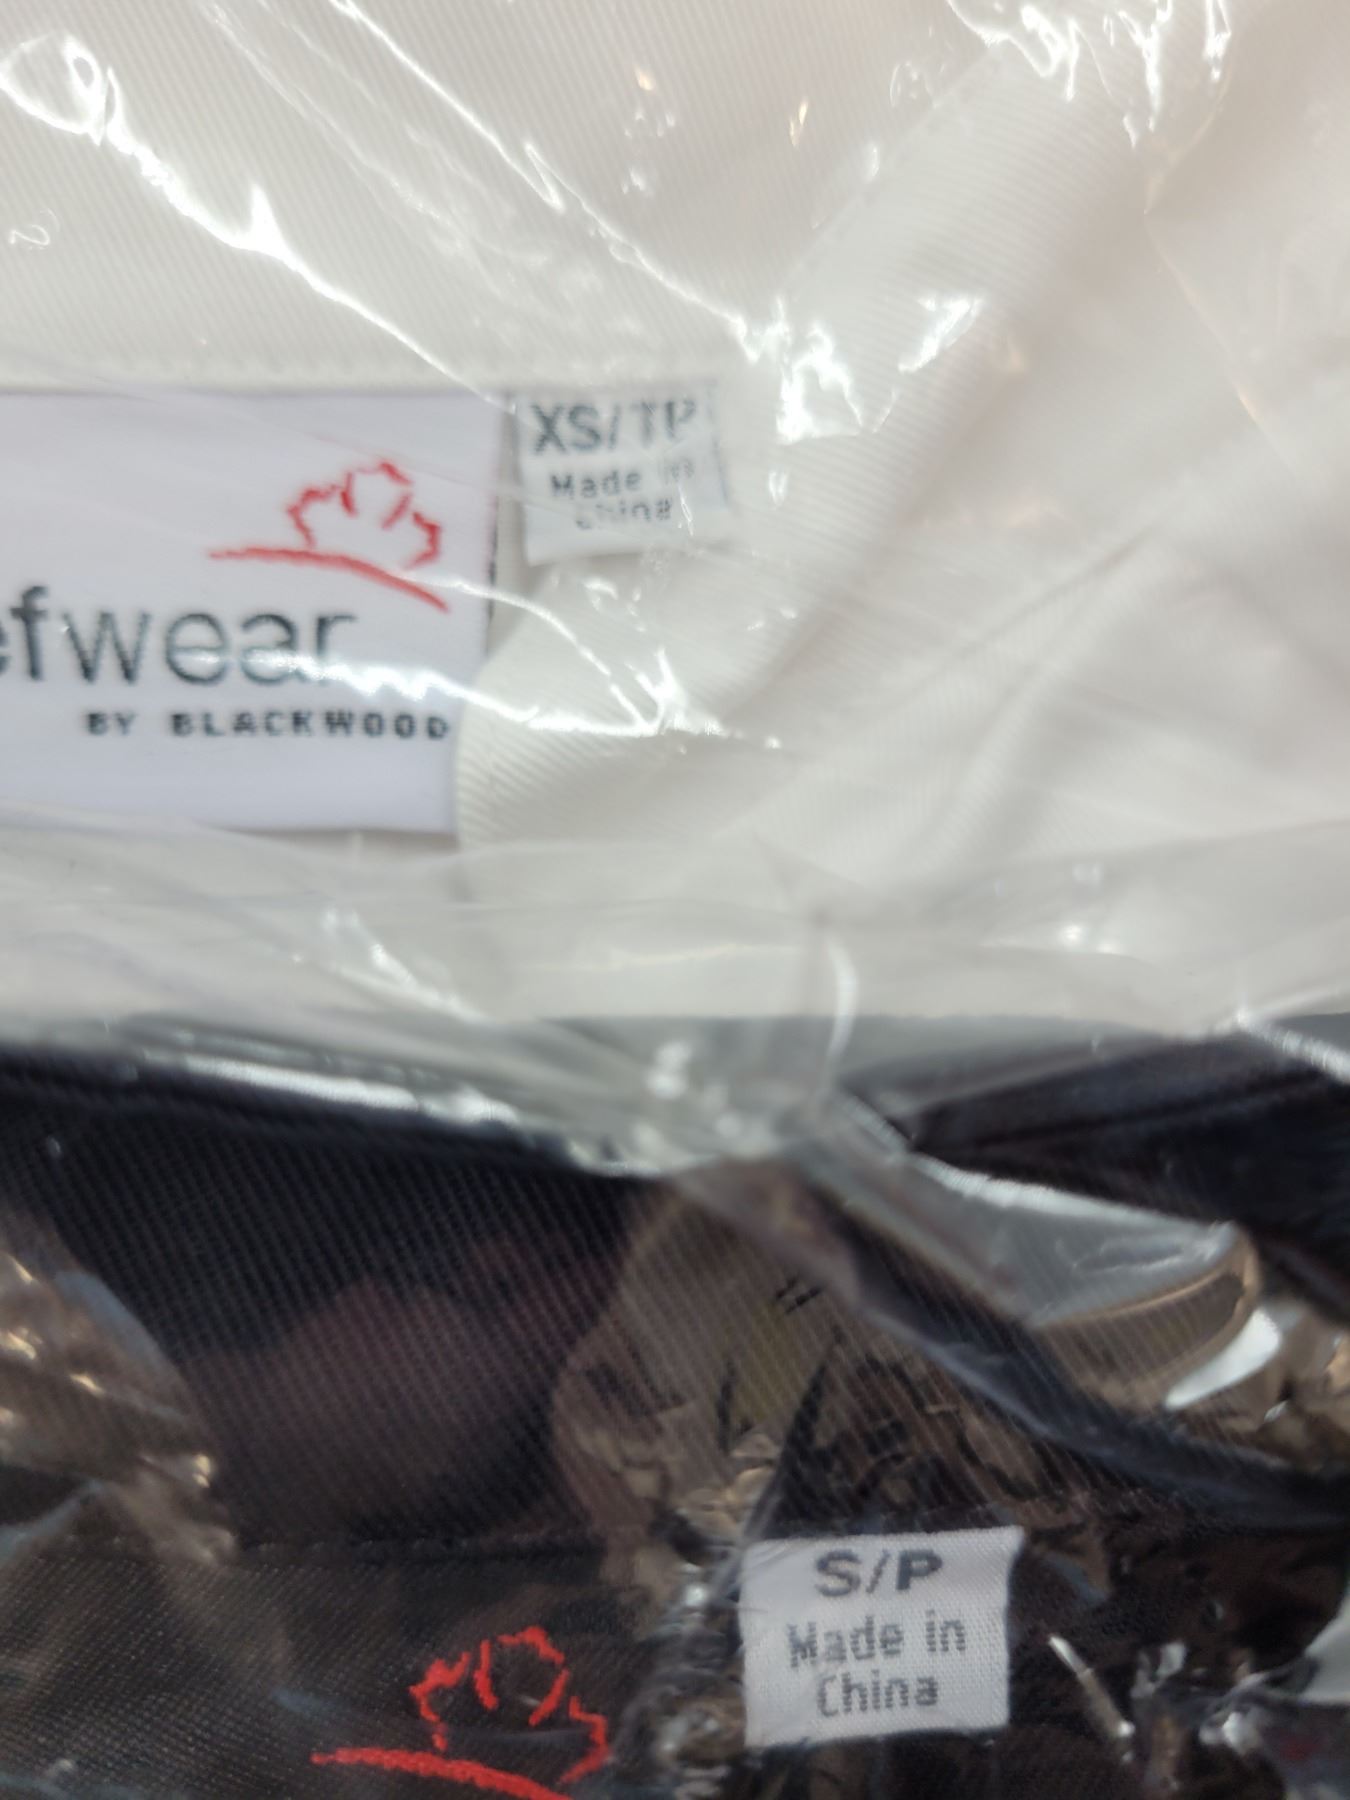 XS/TP
Made in
China
efwear
BY BLACKWOOD
S/P
Made in
China